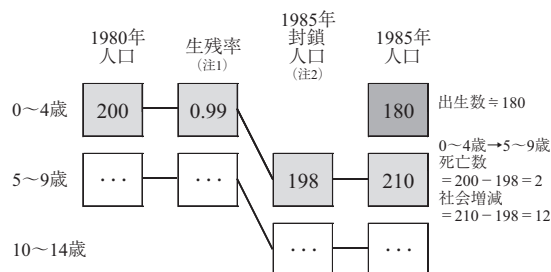 1980年
人口
生残率
(注1)
1985年
封鎖
人口
(注2)
1985年
人口
0〜4歳
200
0.99
180
出生数≒180
0〜4歳→5〜9歳
死亡数
=200−198=2
社会増減
=210−198=12
5〜9歳
･･･
･･･
198
210
10〜14歳
･･･
･･･